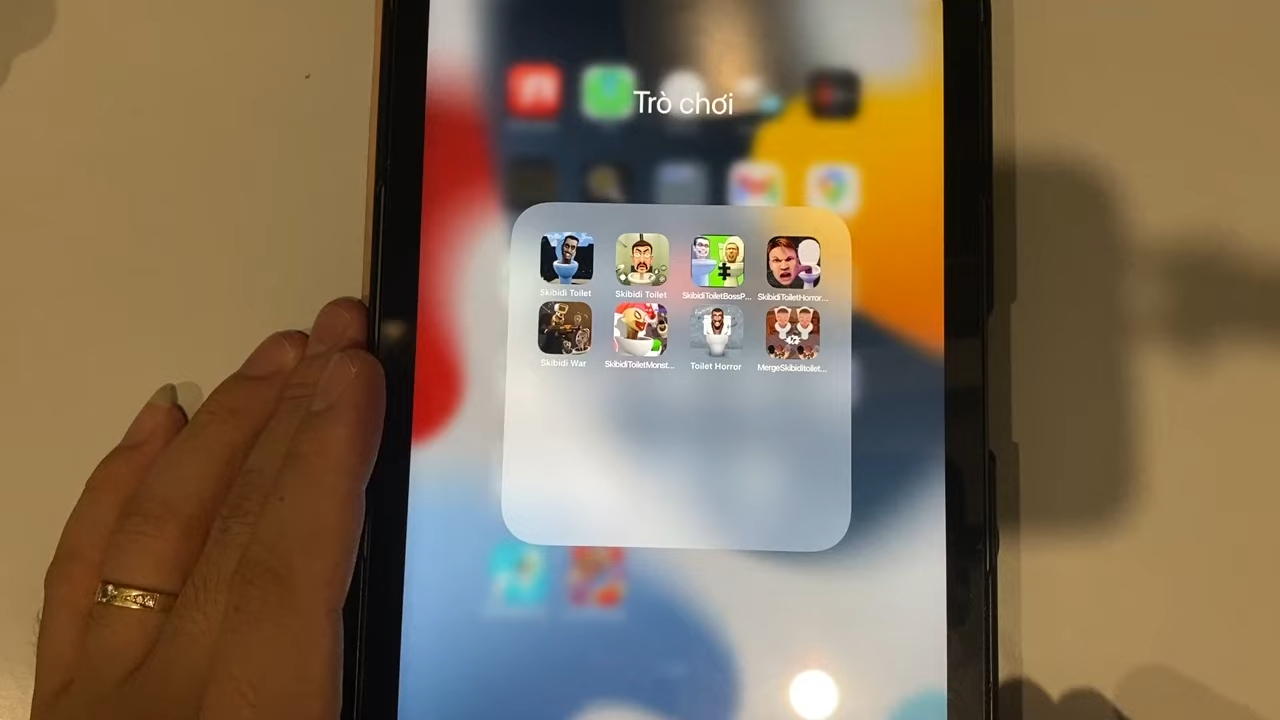 Trò chơi
Skibidi Toilet
Skibidi Toilet
SkibidiToiletBossP...
SkibidiToiletHorror...
Skibidi War
SkibidiToiletMonst...
Toilet Horror
MergeSkibiditoilet...